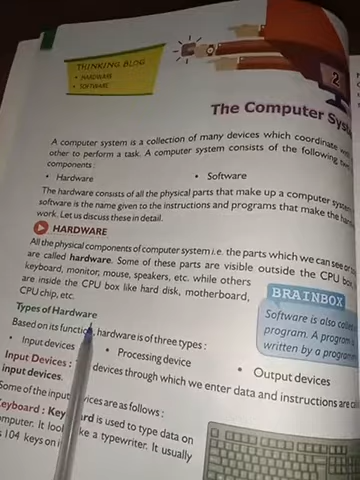 THINKING BLOG
• HARDWARE
• SOFTWARE
2
The Computer Sys
A computer system is a collection of many devices which coordinate with
other to perform a task. A computer system consists of the following two
components :
• Hardware
• Software
The hardware consists of all the physical parts that make up a computer system
software is the name given to the instructions and programs that make the
work. Let us discuss these in detail.
HARDWARE
All the physical components of computer system i.e. the parts which we can see or
are called hardware. Some of these parts are visible outside the CPU box,
keyboard, monitor, mouse, speakers, etc. while others
are inside the CPU box like hard disk, motherboard,
CPU chip, etc.
BRAINBOX
Software is also called
program. A program
written by a programm
Types of Hardware
Based on its function, hardware is of three types :
• Input devices
• Processing device
• Output devices
Input Devices : devices through which we enter data and instructions are
input devices.
Some of the input vices are as follows :
Keyboard : Key rd is used to type data on
mputer. It loo ke a typewriter. It usually
104 keys on i